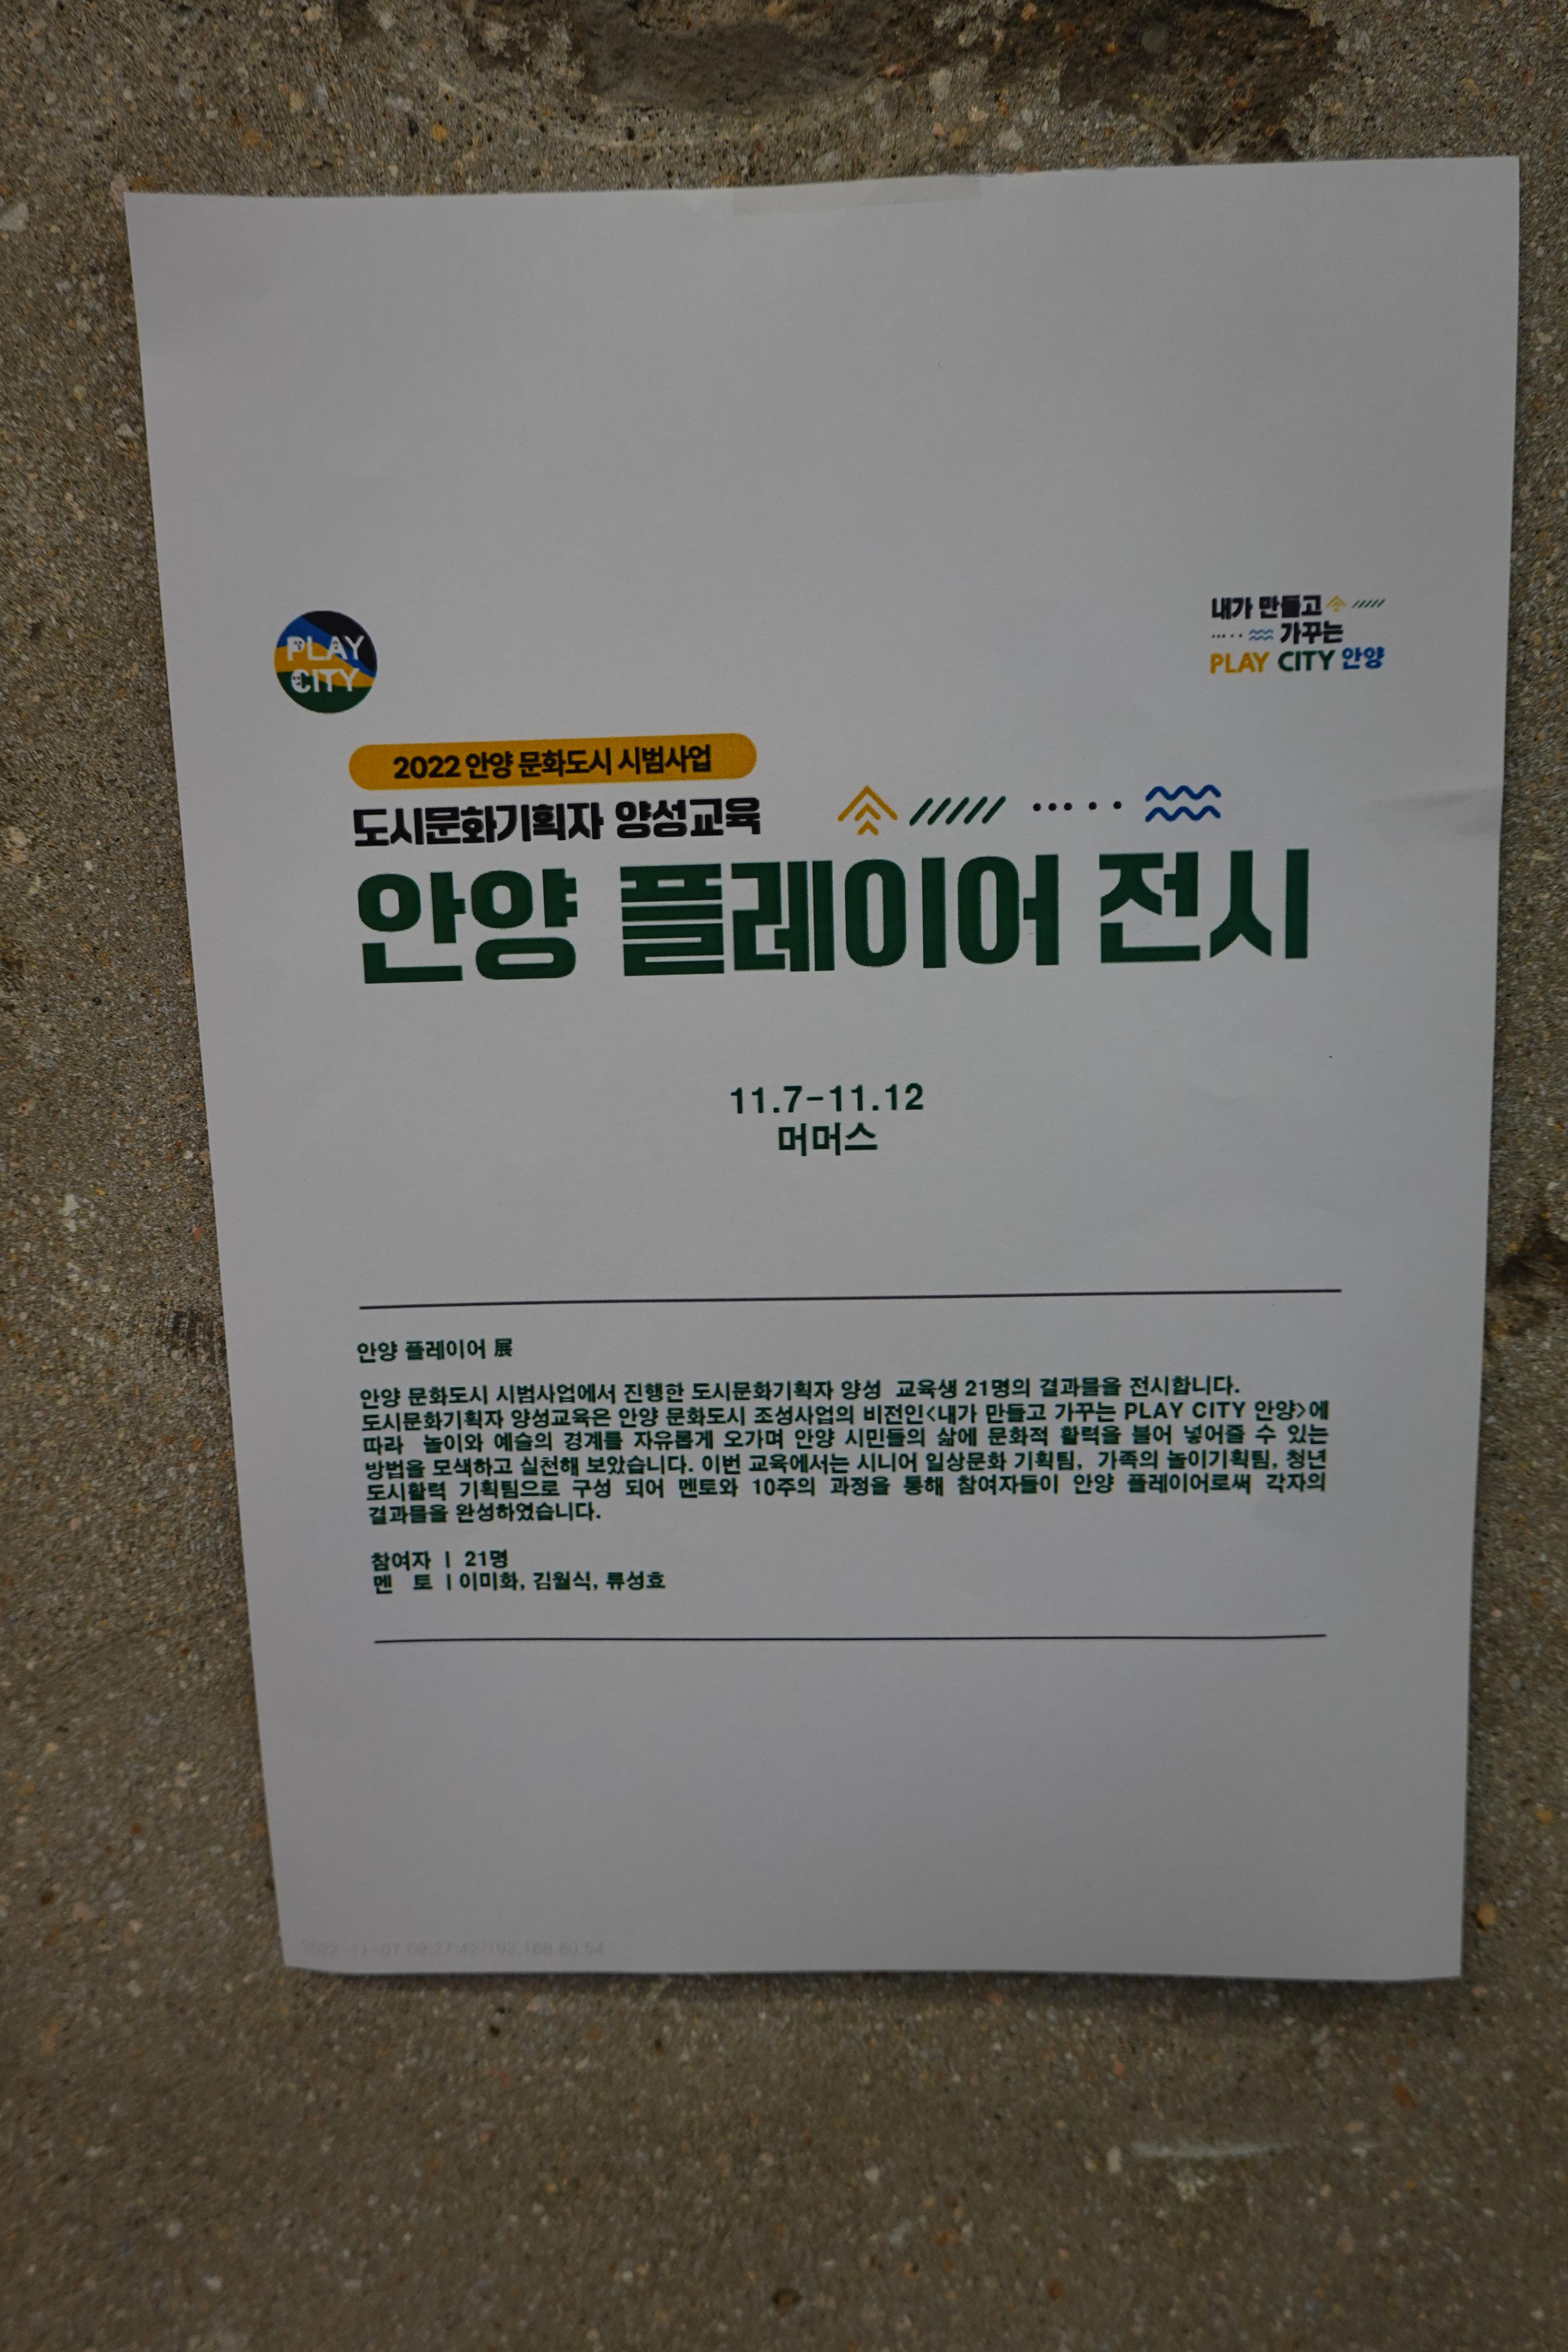 PLAY
CITY
내가 만들고
가꾸는
PLAY CITY 안양
2022 안양 문화도시 시범사업
도시문화기획자 양성교육
안양 플레이어 전시
11.7-11.12
머머스
안양 플레이어 展
안양 문화도시 시범사업에서 진행한 도시문화기획자 양성 교육생 21명의 결과물을 전시합니다.
도시문화기획자 양성교육은 안양 문화도시 조성사업의 비전인<내가 만들고 가꾸는 PLAY CITY 안양>에
따라 놀이와 예술의 경계를 자유롭게 오가며 안양 시민들의 삶에 문화적 활력을 불어 넣어줄 수 있는
방법을 모색하고 실천해 보았습니다. 이번 교육에서는 시니어 일상문화 기획팀, 가족의 놀이기획팀, 청년
도시활력 기획팀으로 구성 되어 멘토와 10주의 과정을 통해 참여자들이 안양 플레이어로써 각자의
결과물을 완성하였습니다.
참여자 | 21명
멘 토 | 이미화, 김월식, 류성효
2022-11-07 09:27:42/192.168.80.54